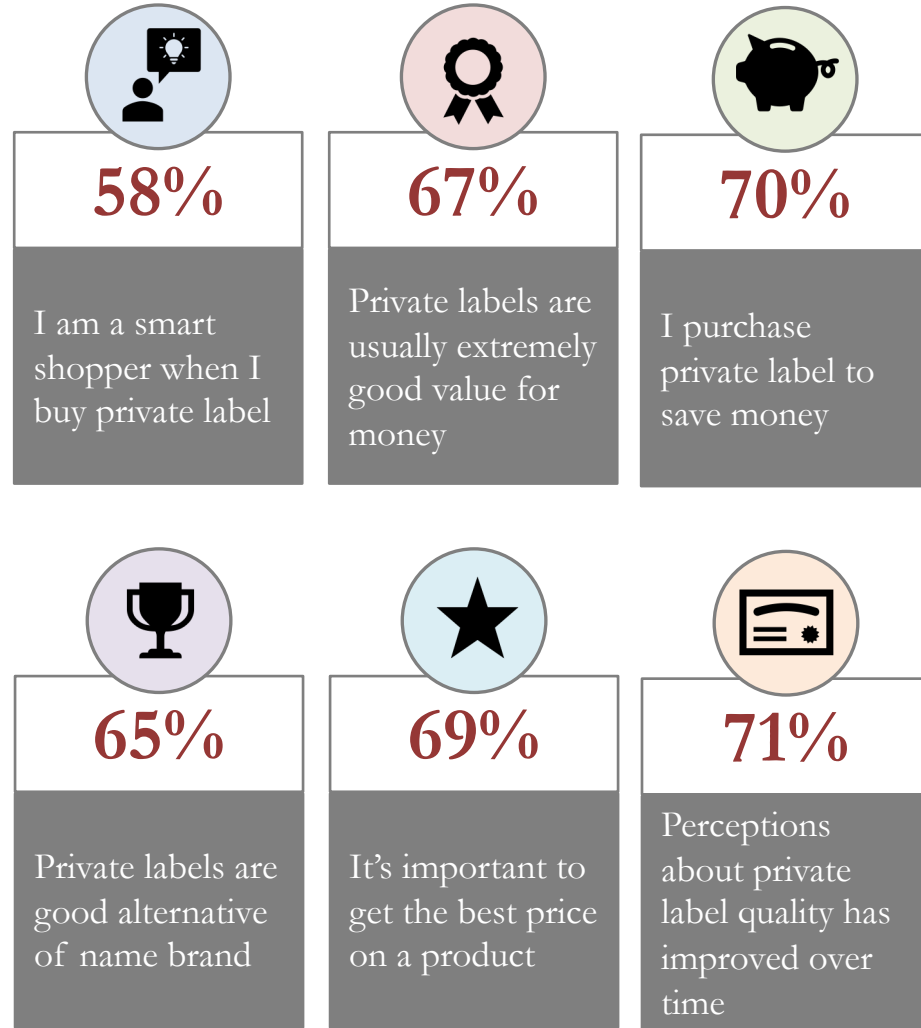 58%
I am a smart
shopper when I
buy private label
67%
Private labels are
usually extremely
good value for
money
70%
I purchase
private label to
save money
65%
Private labels are
good alternative
of name brand
69%
It’s important to
get the best price
on a product
71%
Perceptions
about private
label quality has
improved over
time